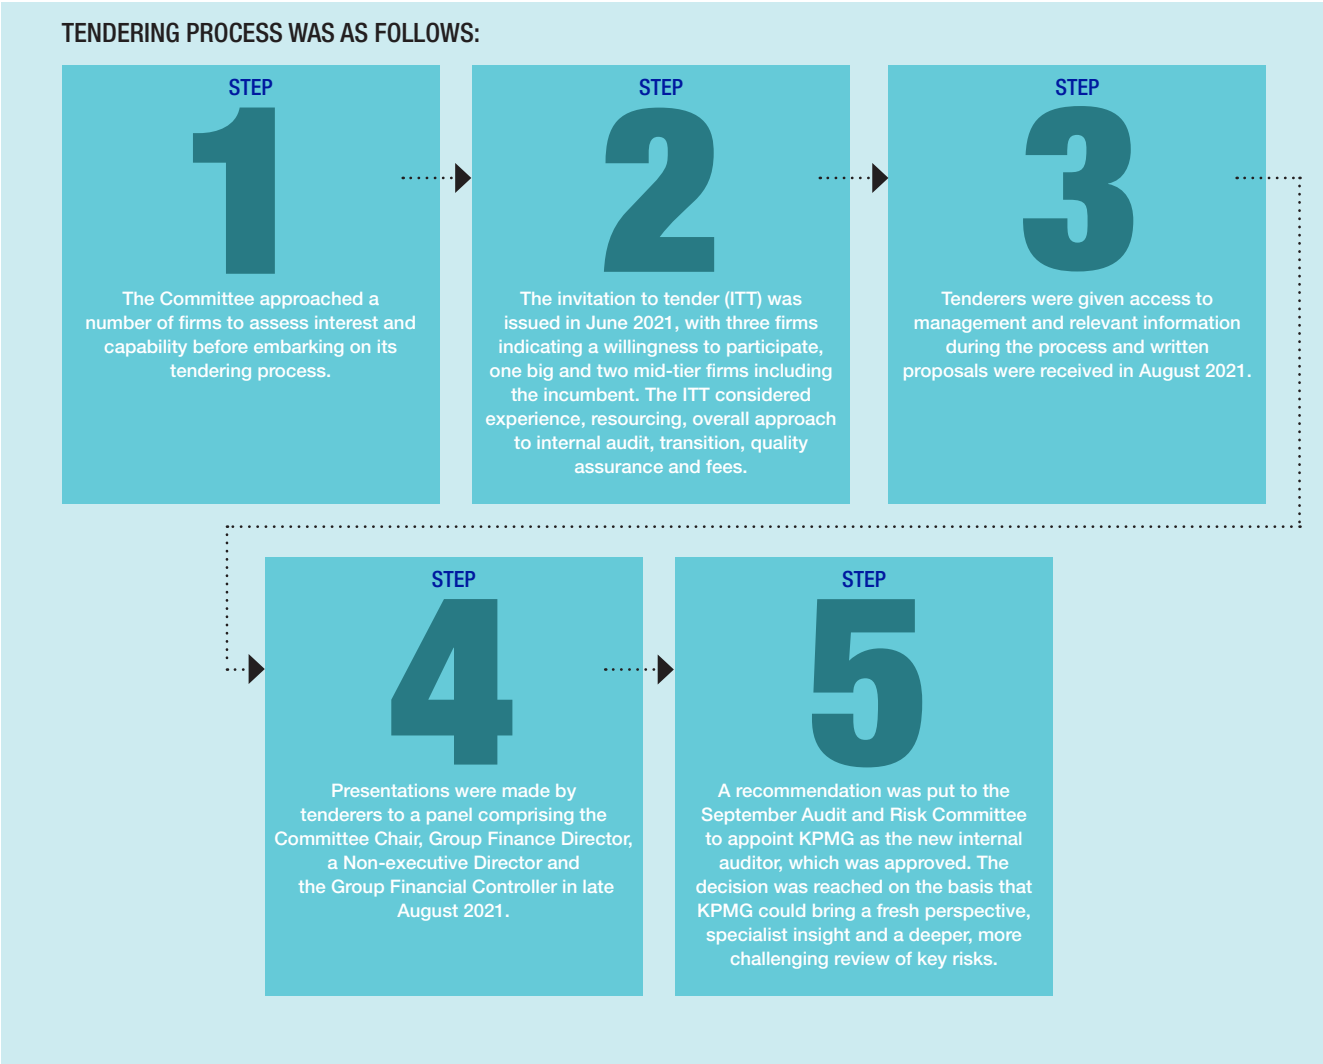 TENDERING PROCESS WAS AS FOLLOWS:
STEP
1
The Committee approached a
number of firms to assess interest and
capability before embarking on its
tendering process.
STEP
2
The invitation to tender (ITT) was
issued in June 2021, with three firms
indicating a willingness to participate,
one big and two mid-tier firms including
the incumbent. The ITT considered
experience, resourcing, overall approach
to internal audit, transition, quality
assurance and fees.
STEP
3
Tenderers were given access to
management and relevant information
during the process and written
proposals were received in August 2021.
STEP
4
Presentations were made by
tenderers to a panel comprising the
Committee Chair, Group Finance Director,
a Non-executive Director and
the Group Financial Controller in late
August 2021.
STEP
5
A recommendation was put to the
September Audit and Risk Committee
to appoint KPMG as the new internal
auditor, which was approved. The
decision was reached on the basis that
KPMG could bring a fresh perspective,
specialist insight and a deeper, more
challenging review of key risks.